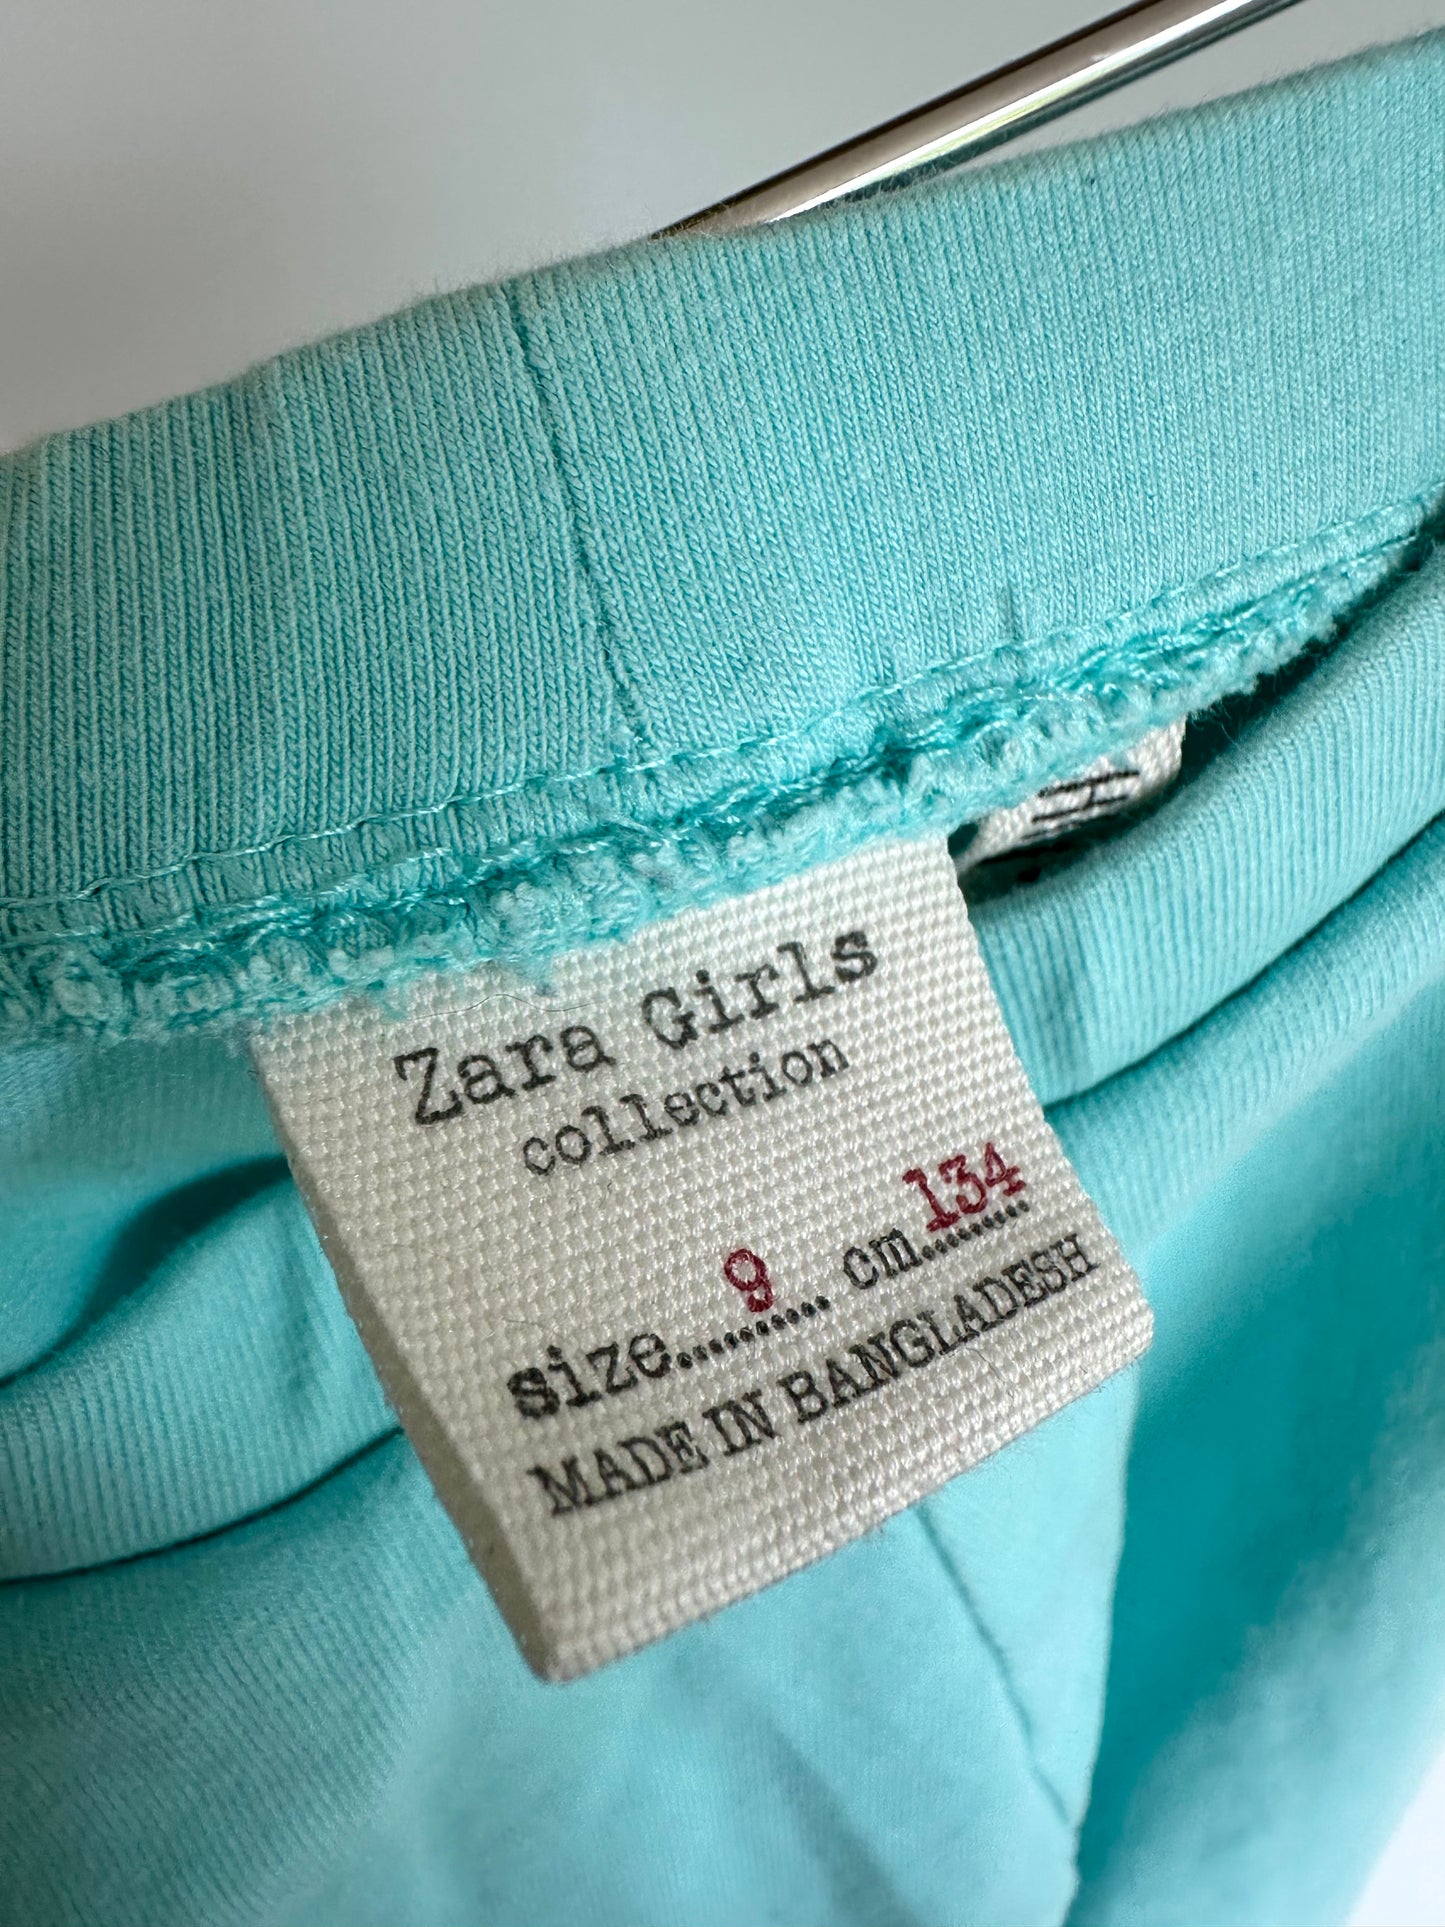 Zara Girls
collection
size.......9.... cm..134......
MADE IN BANGLADESH